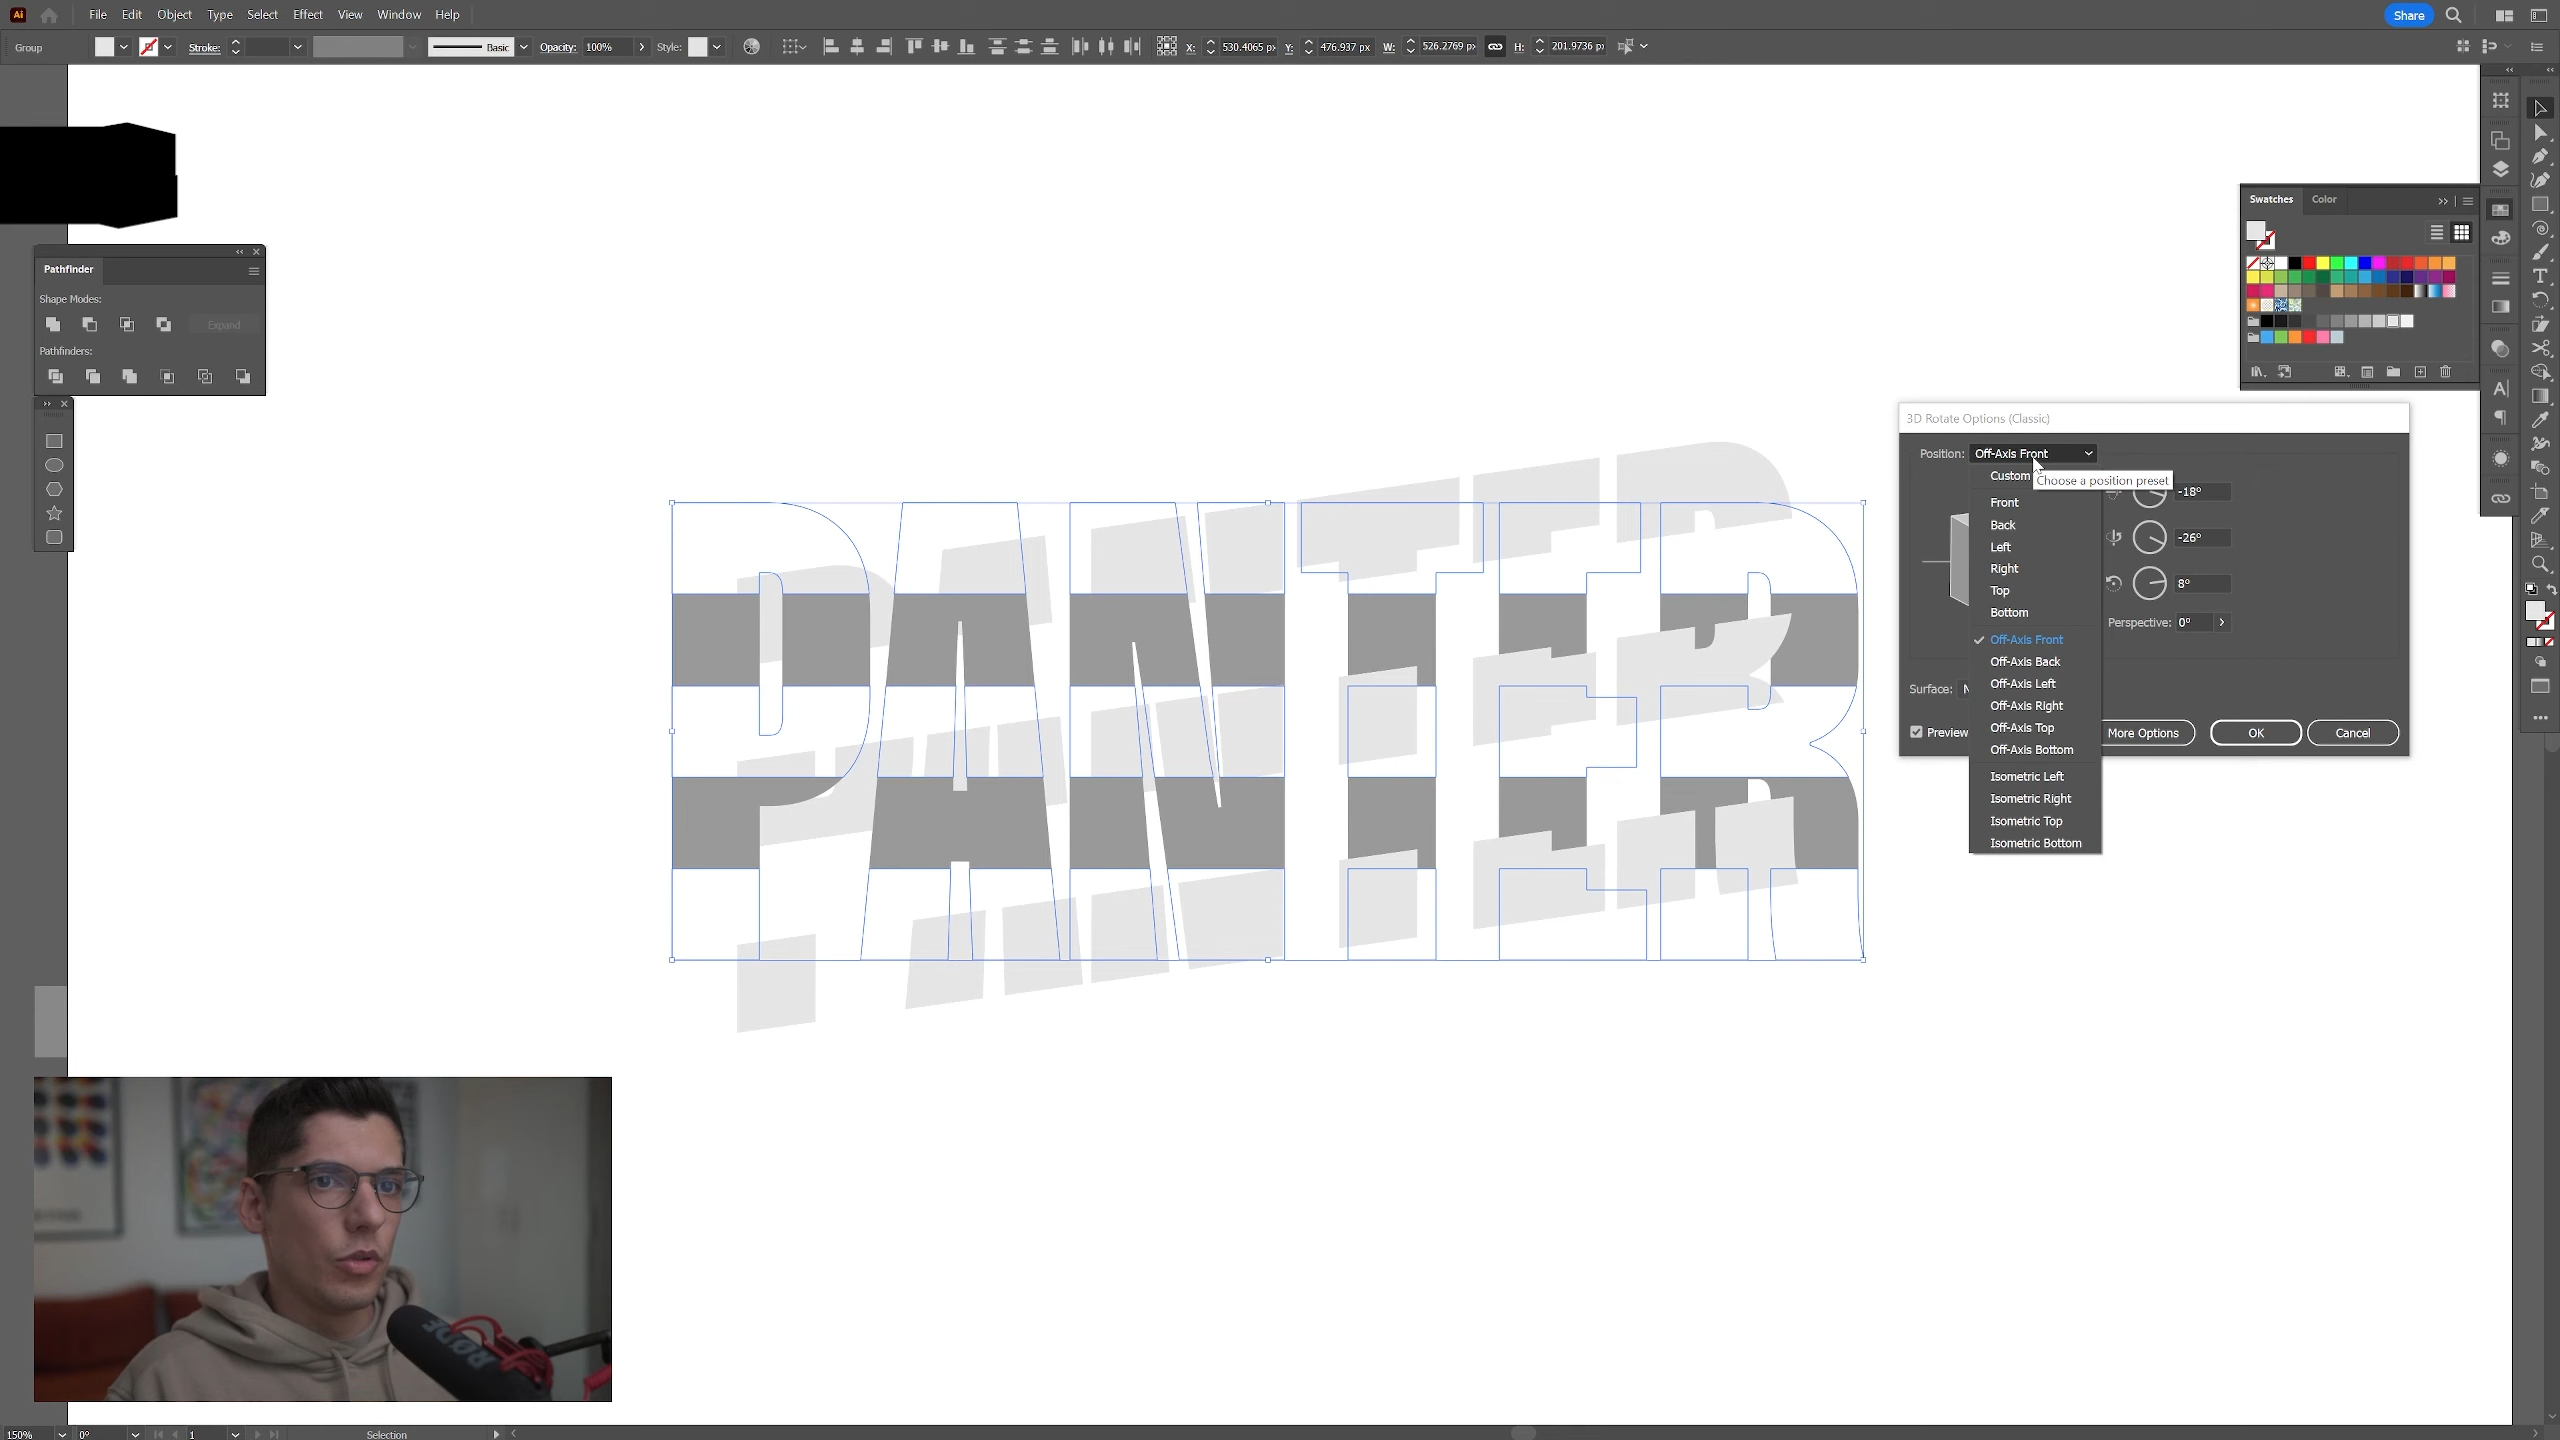 Ai File Edit Object Type Select Effect View Window Help Share
Group Stroke: Basic Opacity: 100% Style: X: 530.4065 px Y: 476.937 px W: 526.2769 px H: 201.9736 px
Swatches Color
Pathfinder
Shape Modes:
Expand
Pathfinders:
3D Rotate Options (Classic)
Position: Off-Axis Front
Custom
Choose a position preset
-18°
Front
Back
-26°
Left
Right
8°
Top
Bottom
Perspective: 0°
Off-Axis Front
Off-Axis Back
Off-Axis Left
Surface: N
Off-Axis Right
Off-Axis Top
Preview More Options OK Cancel
Off-Axis Bottom
Isometric Left
Isometric Right
Isometric Top
Isometric Bottom
PANTER
PANTER
RODE
150% 0° 1 Selection